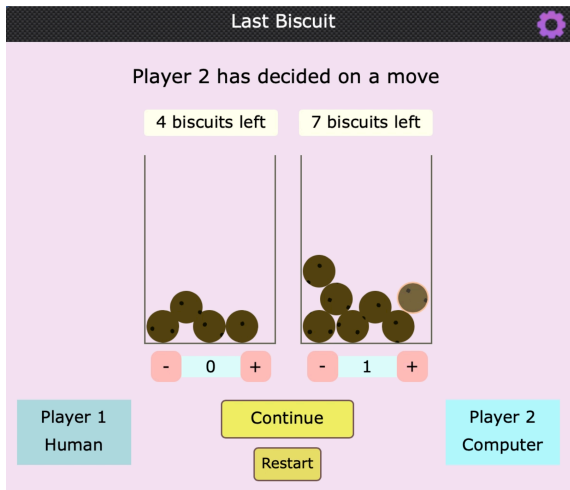 Last Biscuit
Player 2 has decided on a move
4 biscuits left
7 biscuits left
- 0 +
- 1 +
Player 1
Human
Continue
Restart
Player 2
Computer